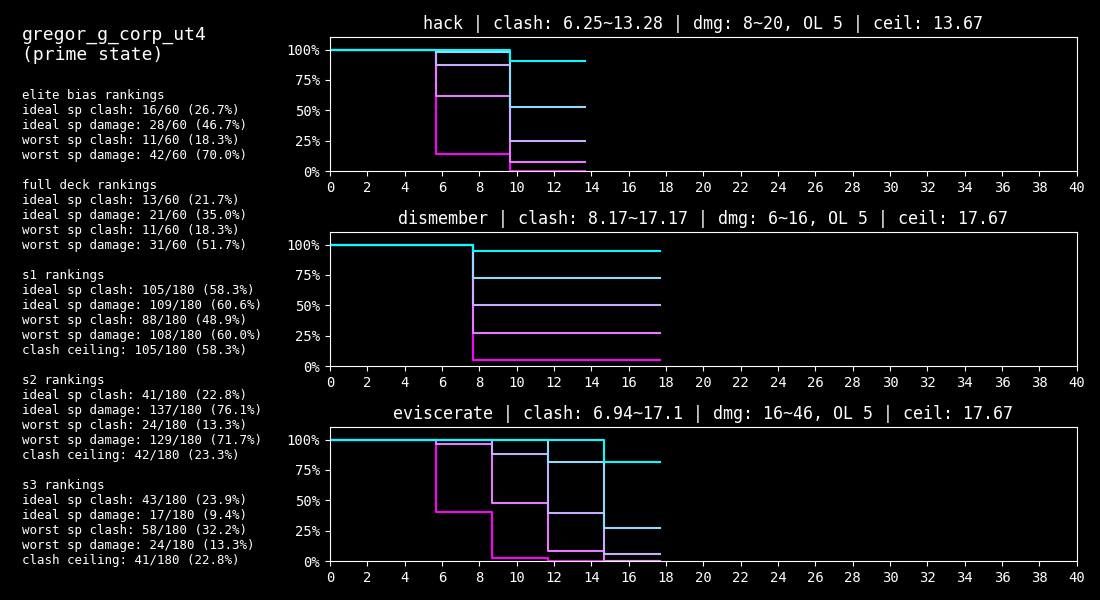 gregor_g_corp_ut4
(prime state)
elite bias rankings
ideal sp clash: 16/60 (26.7%)
ideal sp damage: 28/60 (46.7%)
worst sp clash: 11/60 (18.3%)
worst sp damage: 42/60 (70.0%)
full deck rankings
ideal sp clash: 13/60 (21.7%)
ideal sp damage: 21/60 (35.0%)
worst sp clash: 11/60 (18.3%)
worst sp damage: 31/60 (51.7%)
s1 rankings
ideal sp clash: 105/180 (58.3%)
ideal sp damage: 109/180 (60.6%)
worst sp clash: 88/180 (48.9%)
worst sp damage: 108/180 (60.0%)
clash ceiling: 105/180 (58.3%)
s2 rankings
ideal sp clash: 41/180 (22.8%)
ideal sp damage: 137/180 (76.1%)
worst sp clash: 24/180 (13.3%)
worst sp damage: 129/180 (71.7%)
clash ceiling: 42/180 (23.3%)
s3 rankings
ideal sp clash: 43/180 (23.9%)
ideal sp damage: 17/180 (9.4%)
worst sp clash: 58/180 (32.2%)
worst sp damage: 24/180 (13.3%)
clash ceiling: 41/180 (22.8%)
hack | clash: 6.25~13.28 | dmg: 8~20, OL 5 | ceil: 13.67
100%
75%
50%
25%
0%
0 2 4 6 8 10 12 14 16 18 20 22 24 26 28 30 32 34 36 38 40
dismember | clash: 8.17~17.17 | dmg: 6~16, OL 5 | ceil: 17.67
100%
75%
50%
25%
0%
0 2 4 6 8 10 12 14 16 18 20 22 24 26 28 30 32 34 36 38 40
eviscerate | clash: 6.94~17.1 | dmg: 16~46, OL 5 | ceil: 17.67
100%
75%
50%
25%
0%
0 2 4 6 8 10 12 14 16 18 20 22 24 26 28 30 32 34 36 38 40